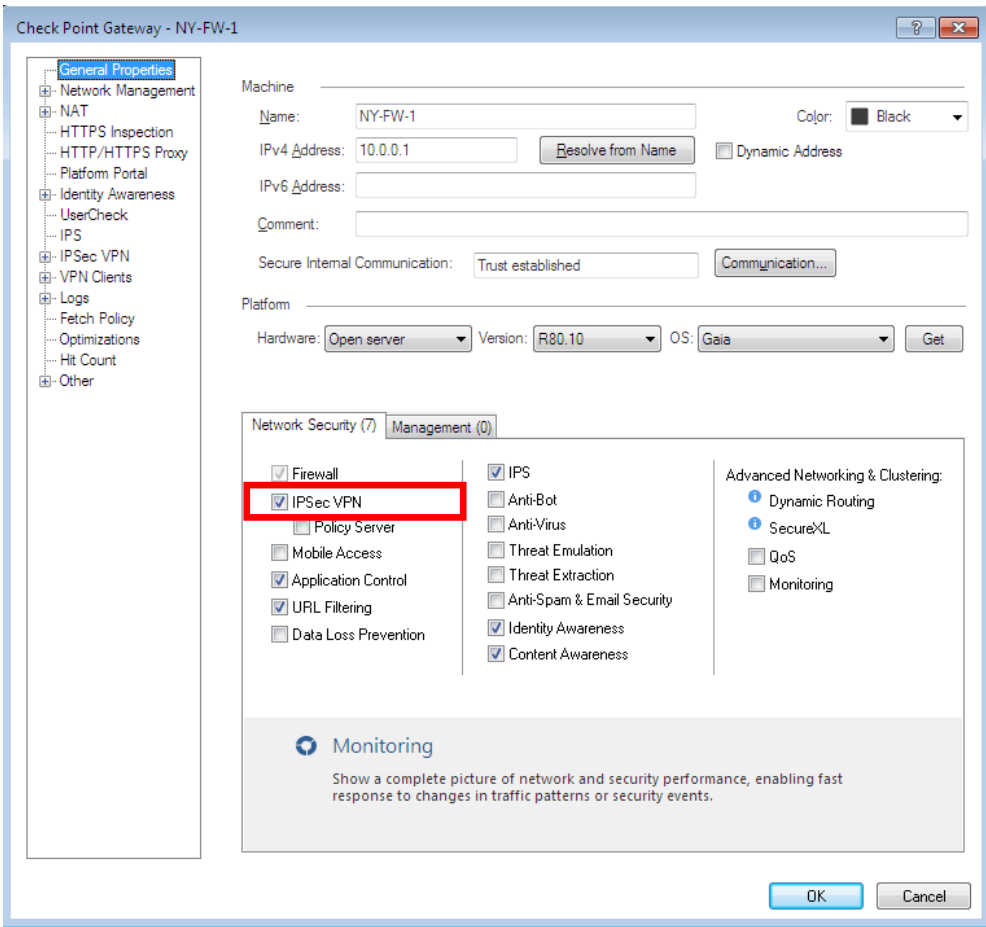 Check Point Gateway - NY-FW-1
General Properties
Network Management
NAT
HTTPS Inspection
HTTP/HTTPS Proxy
Platform Portal
Identity Awareness
UserCheck
IPS
IPSec VPN
VPN Clients
Logs
Fetch Policy
Optimizations
Hit Count
Other
Machine
Name: NY-FW-1 Color: Black
IPv4 Address: 10.0.0.1 Resolve from Name Dynamic Address
IPv6 Address:
Comment:
Secure Internal Communication: Trust established Communication...
Platform
Hardware: Open server Version: R80.10 OS: Gaia Get
Network Security (7) Management (0)
Firewall
IPSec VPN
Policy Server
Mobile Access
Application Control
URL Filtering
Data Loss Prevention
IPS
Anti-Bot
Anti-Virus
Threat Emulation
Threat Extraction
Anti-Spam & Email Security
Identity Awareness
Content Awareness
Advanced Networking & Clustering:
Dynamic Routing
SecureXL
QoS
Monitoring
Monitoring
Show a complete picture of network and security performance, enabling fast
response to changes in traffic patterns or security events.
OK Cancel